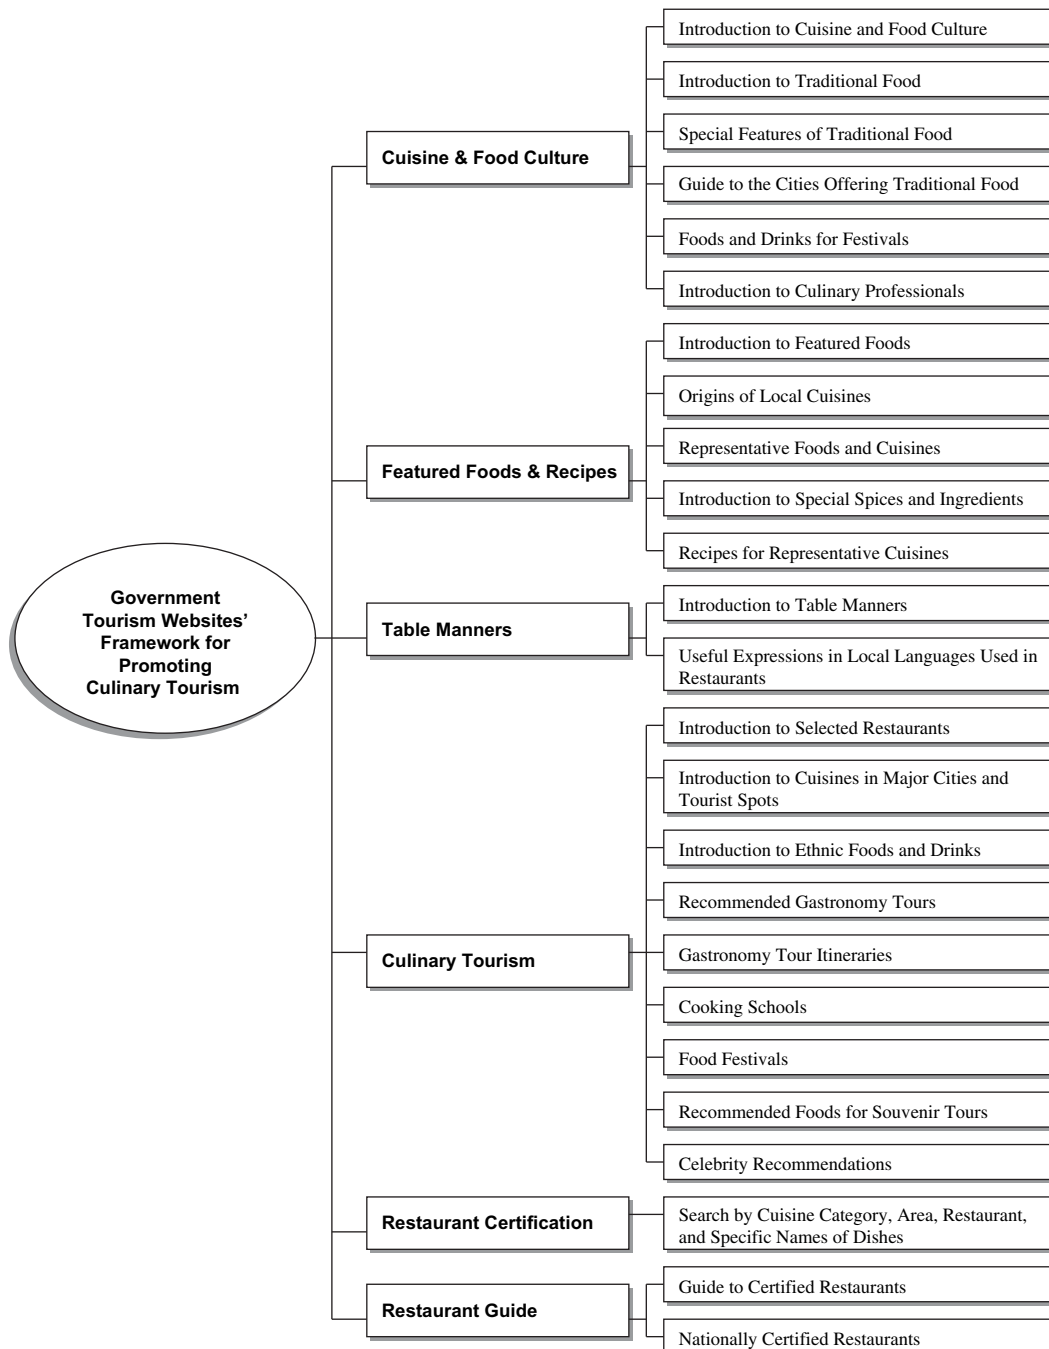 Government
Tourism Websites’
Framework for
Promoting
Culinary Tourism
Cuisine & Food Culture
Introduction to Cuisine and Food Culture
Introduction to Traditional Food
Special Features of Traditional Food
Guide to the Cities Offering Traditional Food
Foods and Drinks for Festivals
Introduction to Culinary Professionals
Featured Foods & Recipes
Introduction to Featured Foods
Origins of Local Cuisines
Representative Foods and Cuisines
Introduction to Special Spices and Ingredients
Recipes for Representative Cuisines
Table Manners
Introduction to Table Manners
Useful Expressions in Local Languages Used in
Restaurants
Culinary Tourism
Introduction to Selected Restaurants
Introduction to Cuisines in Major Cities and
Tourist Spots
Introduction to Ethnic Foods and Drinks
Recommended Gastronomy Tours
Gastronomy Tour Itineraries
Cooking Schools
Food Festivals
Recommended Foods for Souvenir Tours
Celebrity Recommendations
Restaurant Certification
Search by Cuisine Category, Area, Restaurant,
and Specific Names of Dishes
Restaurant Guide
Guide to Certified Restaurants
Nationally Certified Restaurants